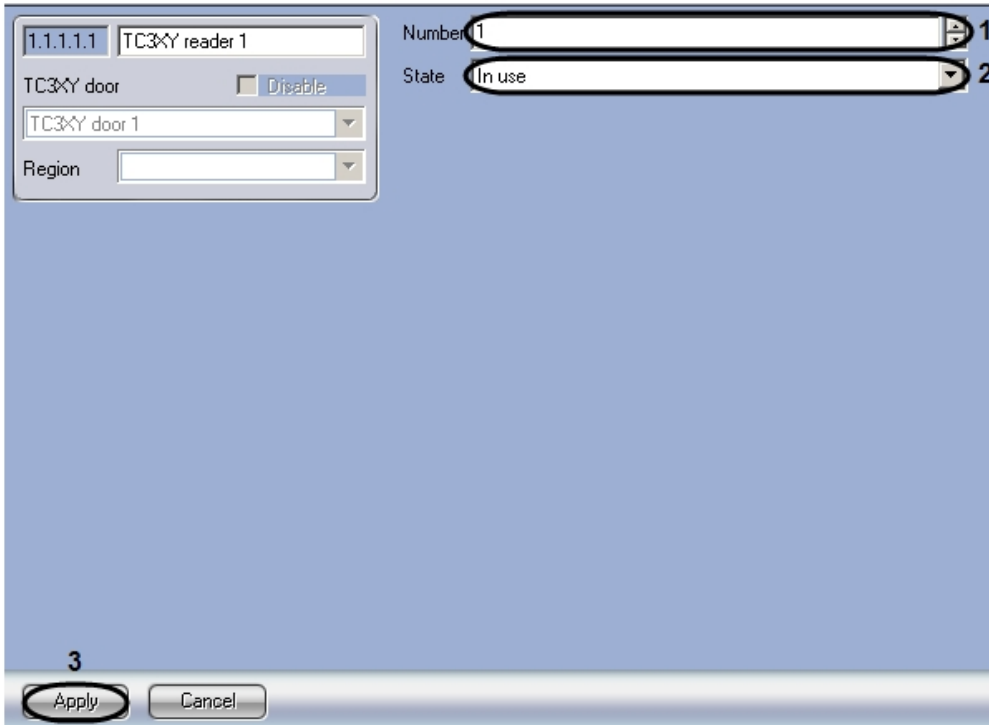 1.1.1.1.1 TC3XY reader 1
TC3XY door Disable
TC3XY door 1
Region
Number 1 1
State In use 2
3
Apply Cancel